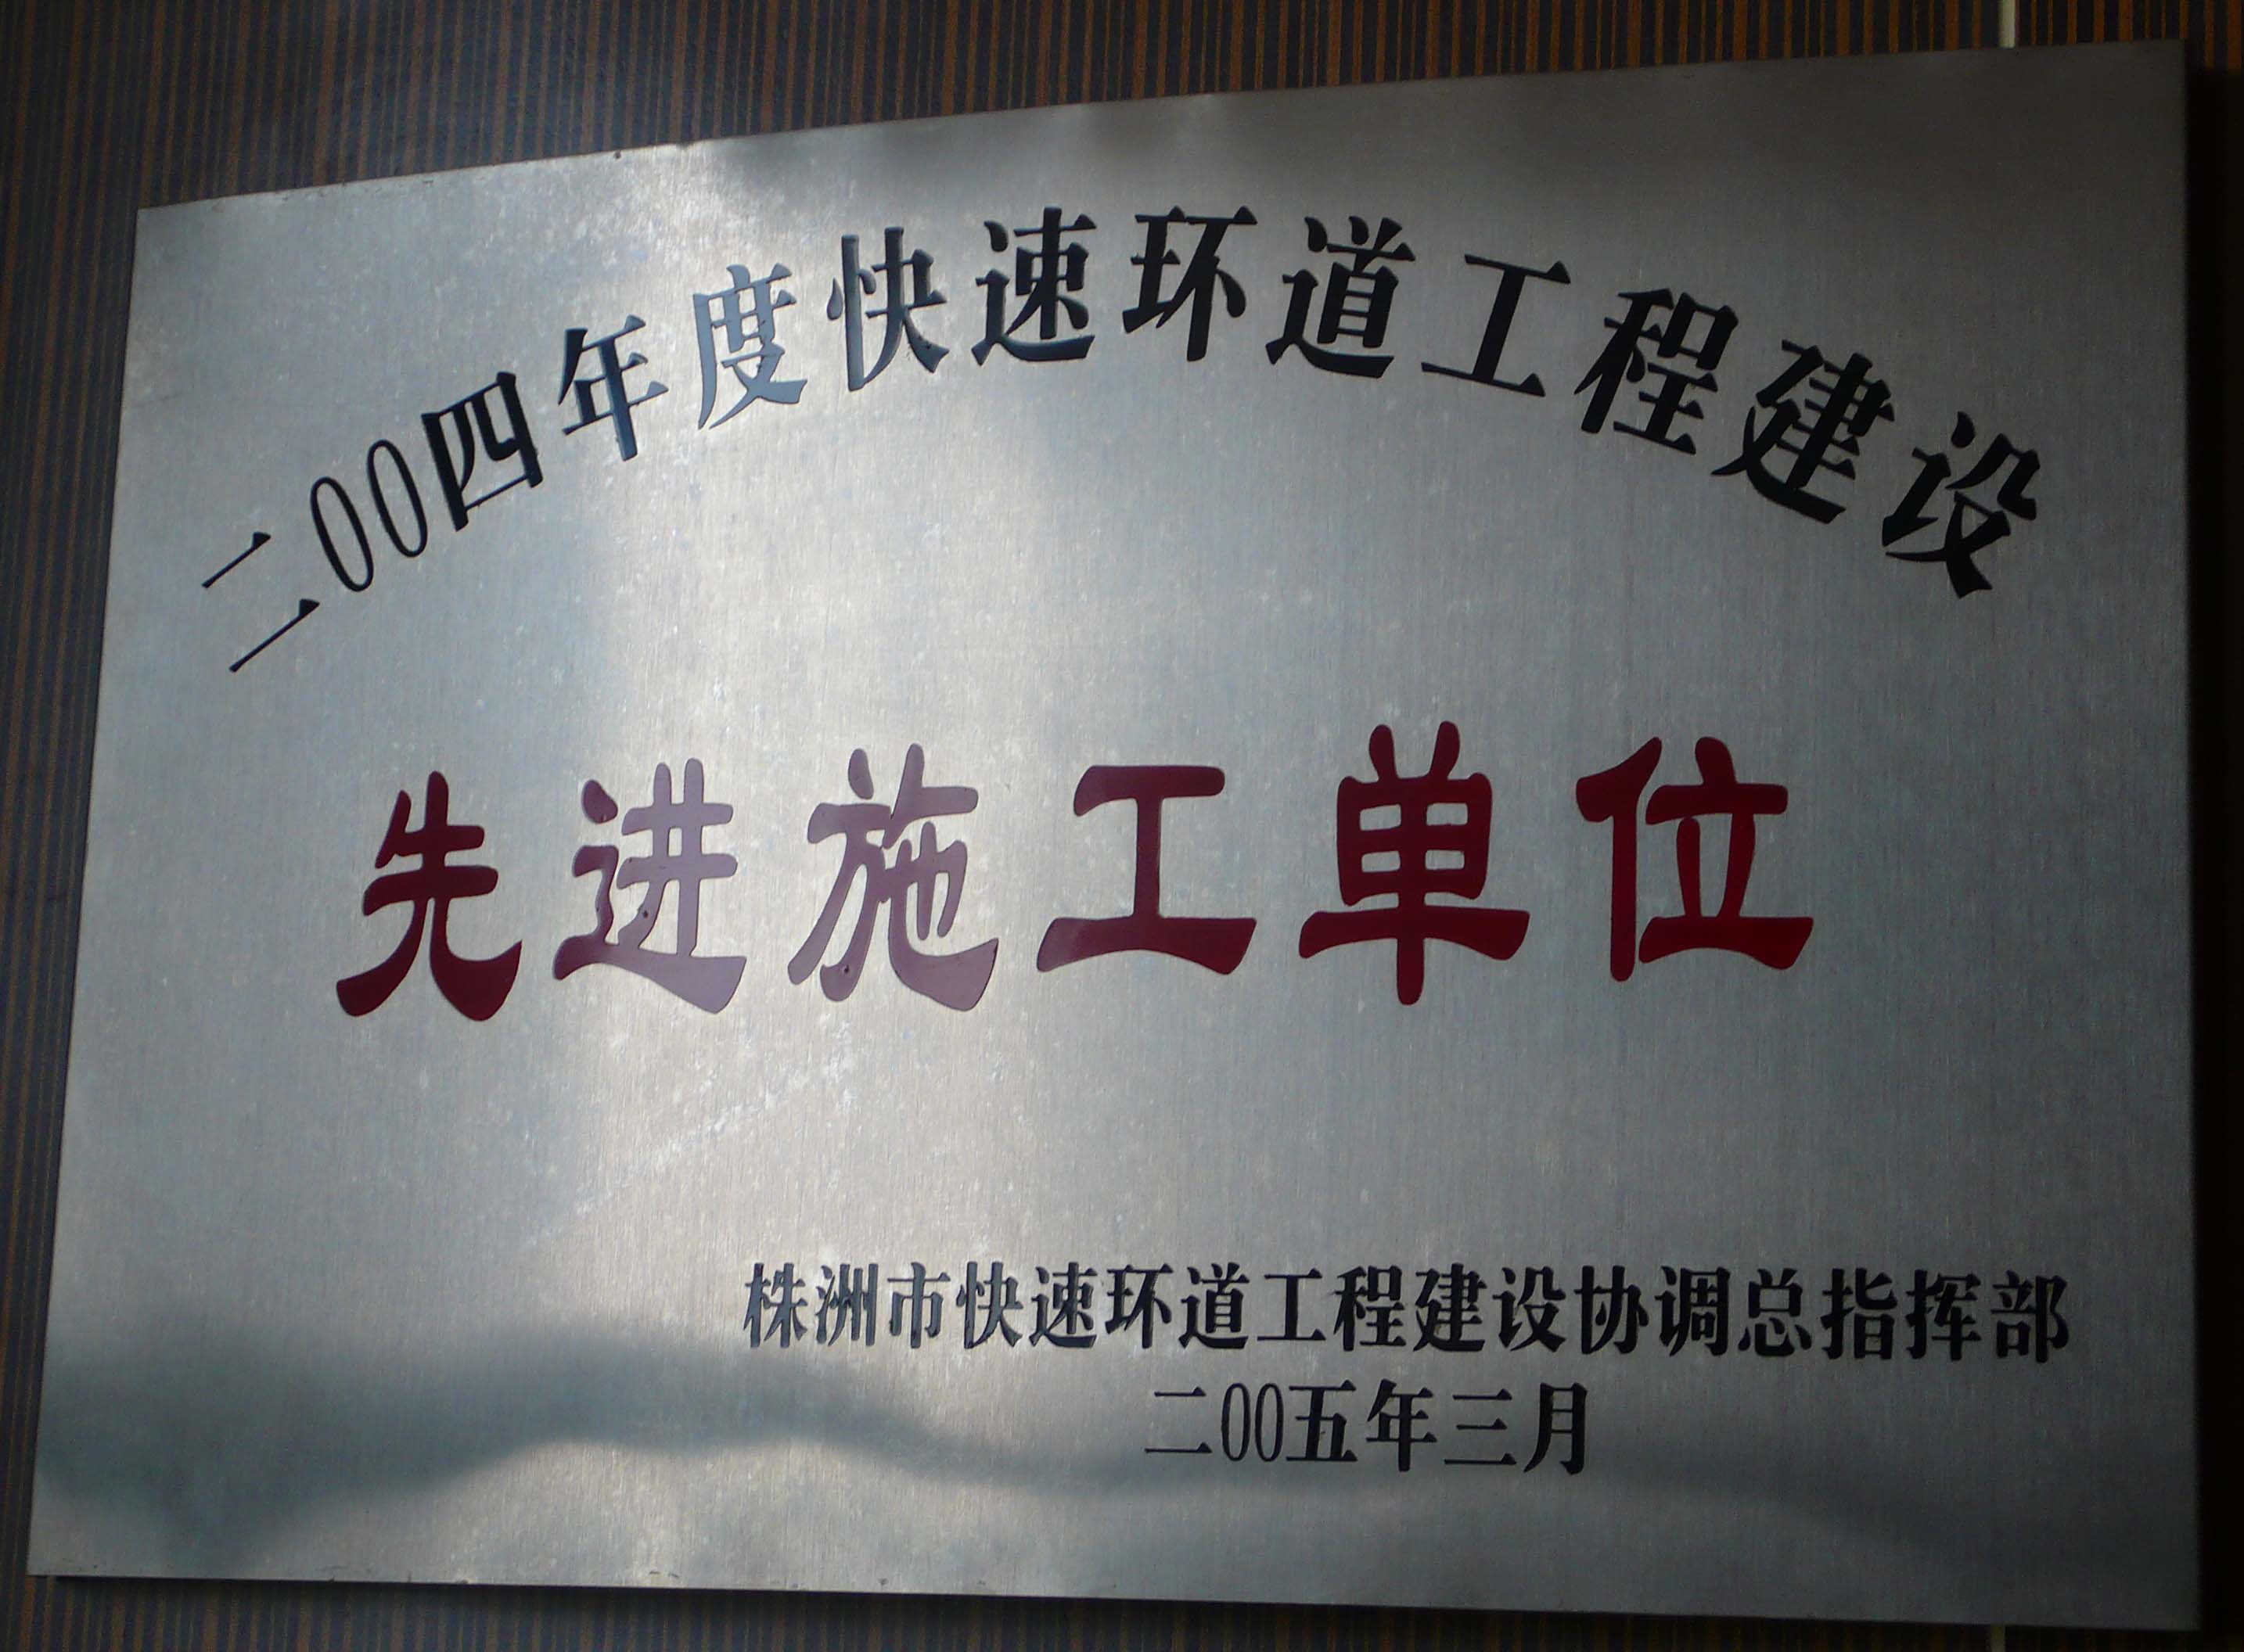 二00四年度快速环道工程建设
先进施工单位
株洲市快速环道工程建设协调总指挥部
二00五年三月